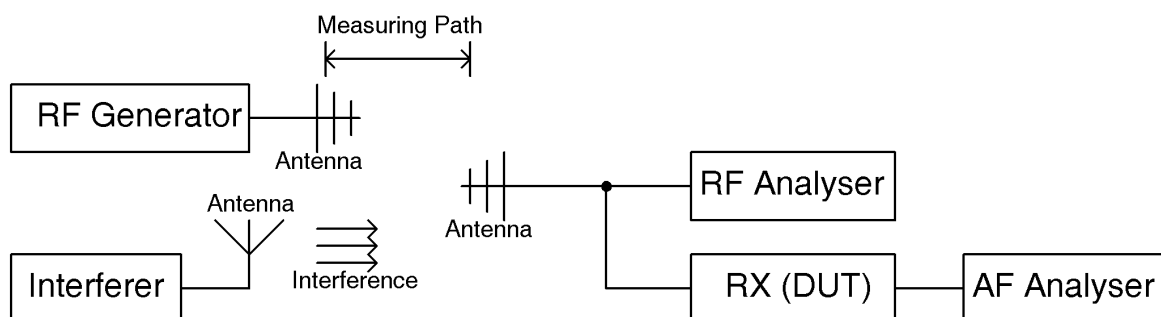 Measuring Path
RF Generator
Antenna
Antenna
Interferer
Interference
Antenna
RF Analyser
RX (DUT)
AF Analyser